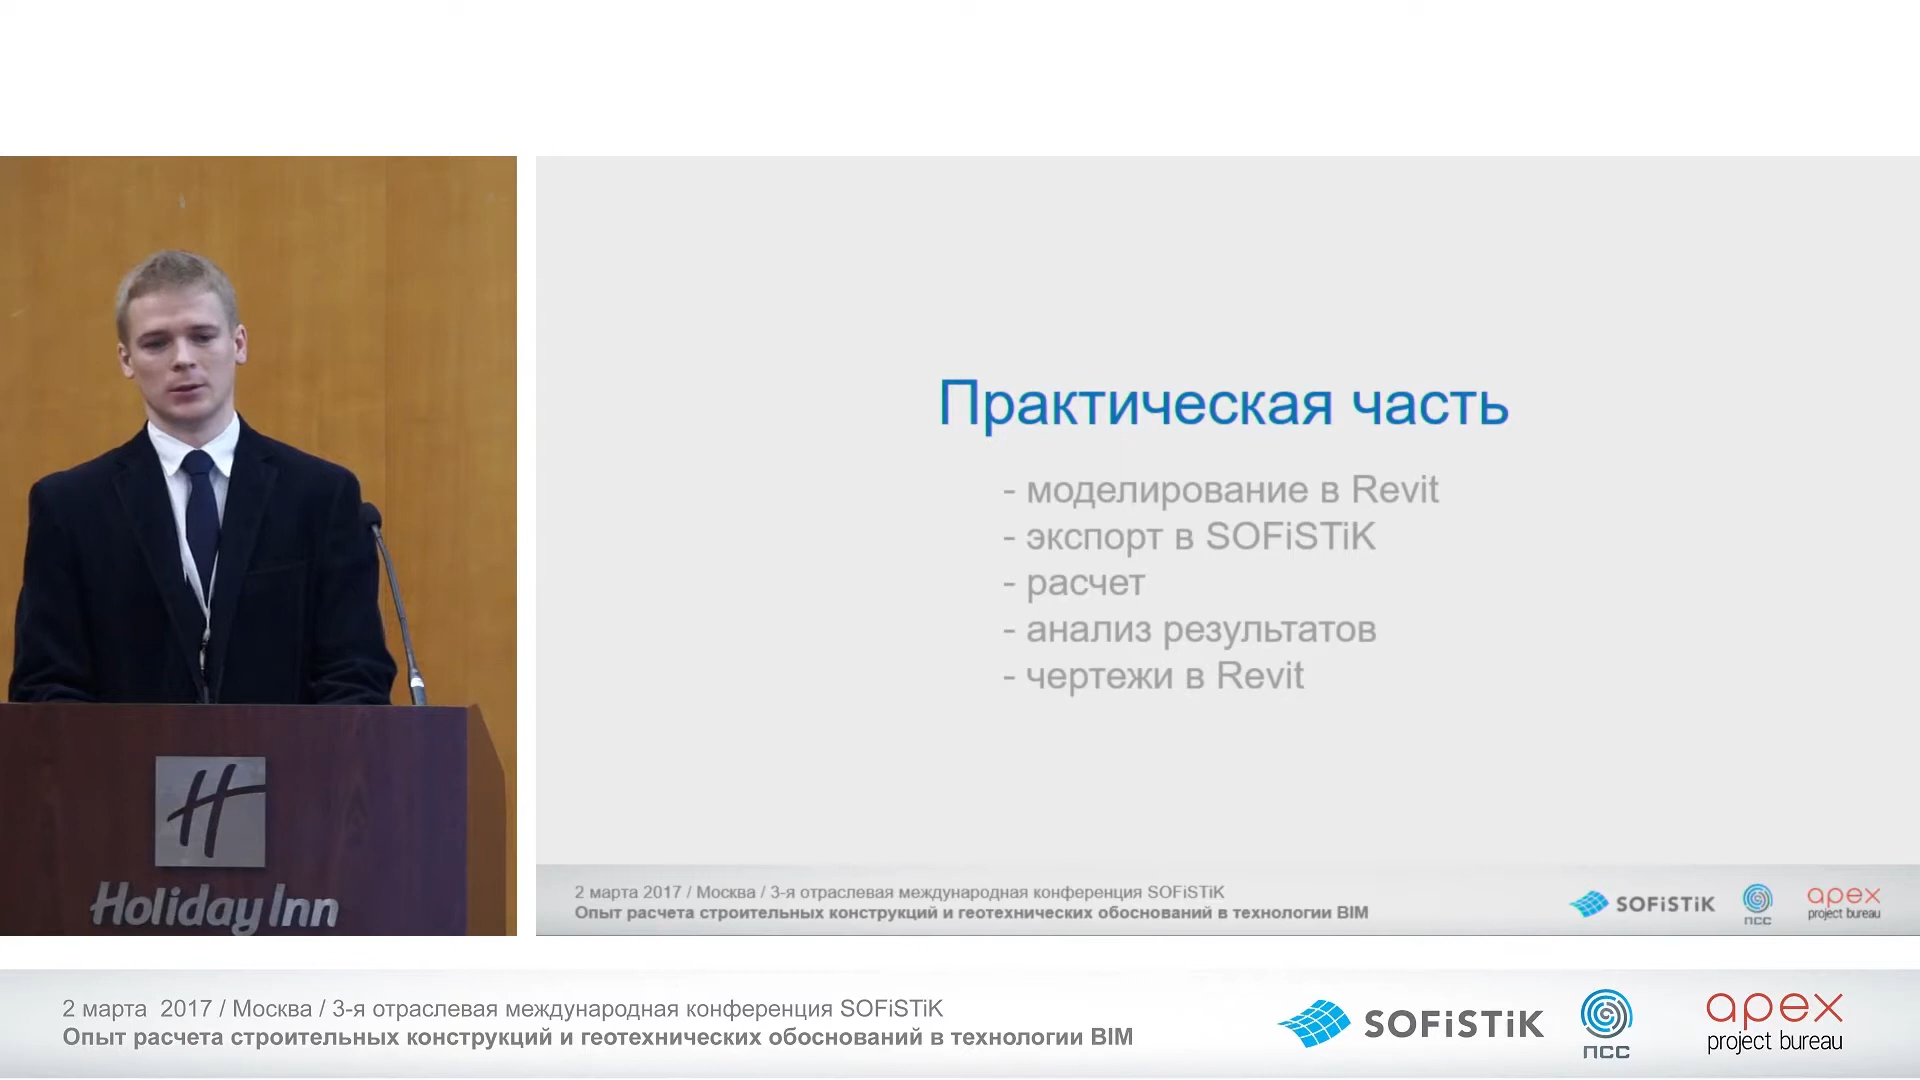 Практическая часть
- моделирование в Revit
- экспорт в SOFiSTiK
- расчет
- анализ результатов
- чертежи в Revit
H
Holiday Inn
2 марта 2017 / Москва / 3-я отраслевая международная конференция SOFiSTiK
Опыт расчета строительных конструкций и геотехнических обоснований в технологии BIM
SOFiSTiK
ПСС
apex
project bureau
2 марта 2017 / Москва / 3-я отраслевая международная конференция SOFiSTiK
Опыт расчета строительных конструкций и геотехнических обоснований в технологии BIM
SOFiSTiK
ПСС
apex
project bureau